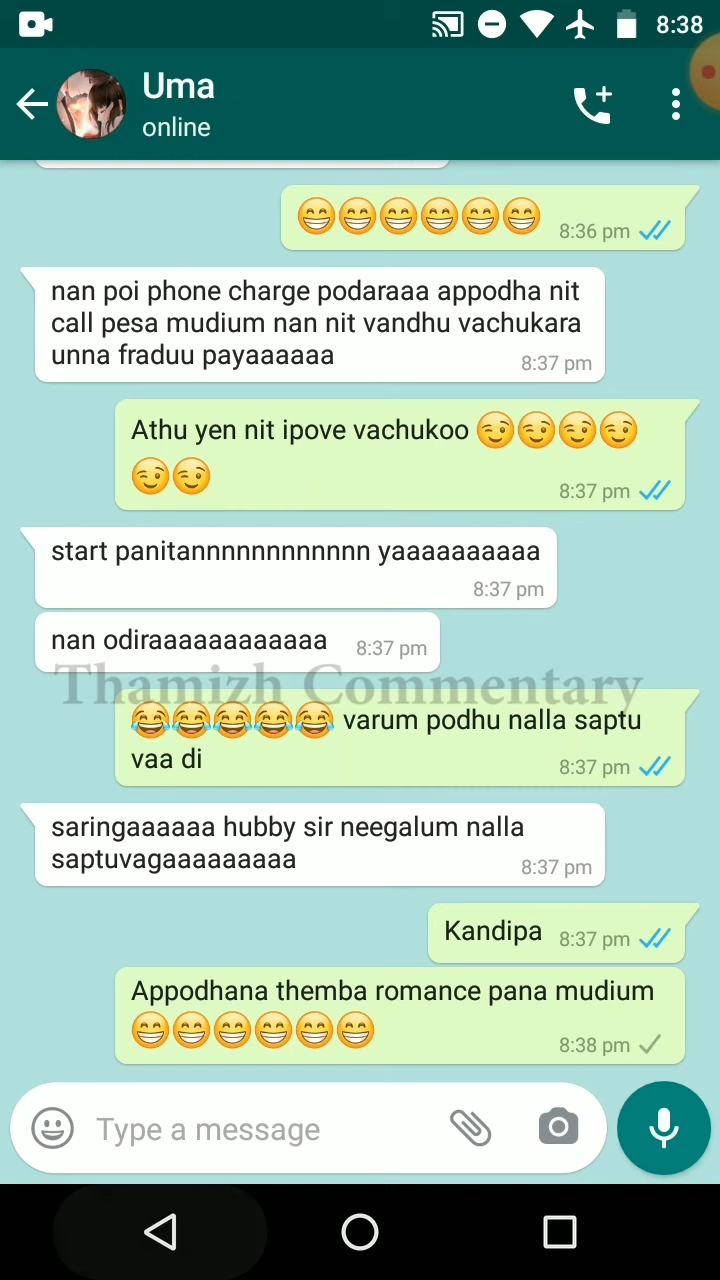 8:38
Uma
online
😁😁😁😁😁😁 8:36 pm
nan poi phone charge podaraaa appodha nit
call pesa mudium nan nit vandhu vachukara
unna fraduu payaaaaaa
8:37 pm
Athu yen nit ipove vachukoo 😏😏😏😏
😏😏
8:37 pm
start panitannnnnnnnnnnn yaaaaaaaaaa
8:37 pm
nan odiraaaaaaaaaaaa 8:37 pm
Thamizh Commentary
😂😂😂😂😂 varum podhu nalla saptu
vaa di
8:37 pm
saringaaaaaa hubby sir neegalum nalla
saptuvagaaaaaaaaa
8:37 pm
Kandipa 8:37 pm
Appodhana themba romance pana mudium
😁😁😁😁😁😁
8:38 pm
Type a message